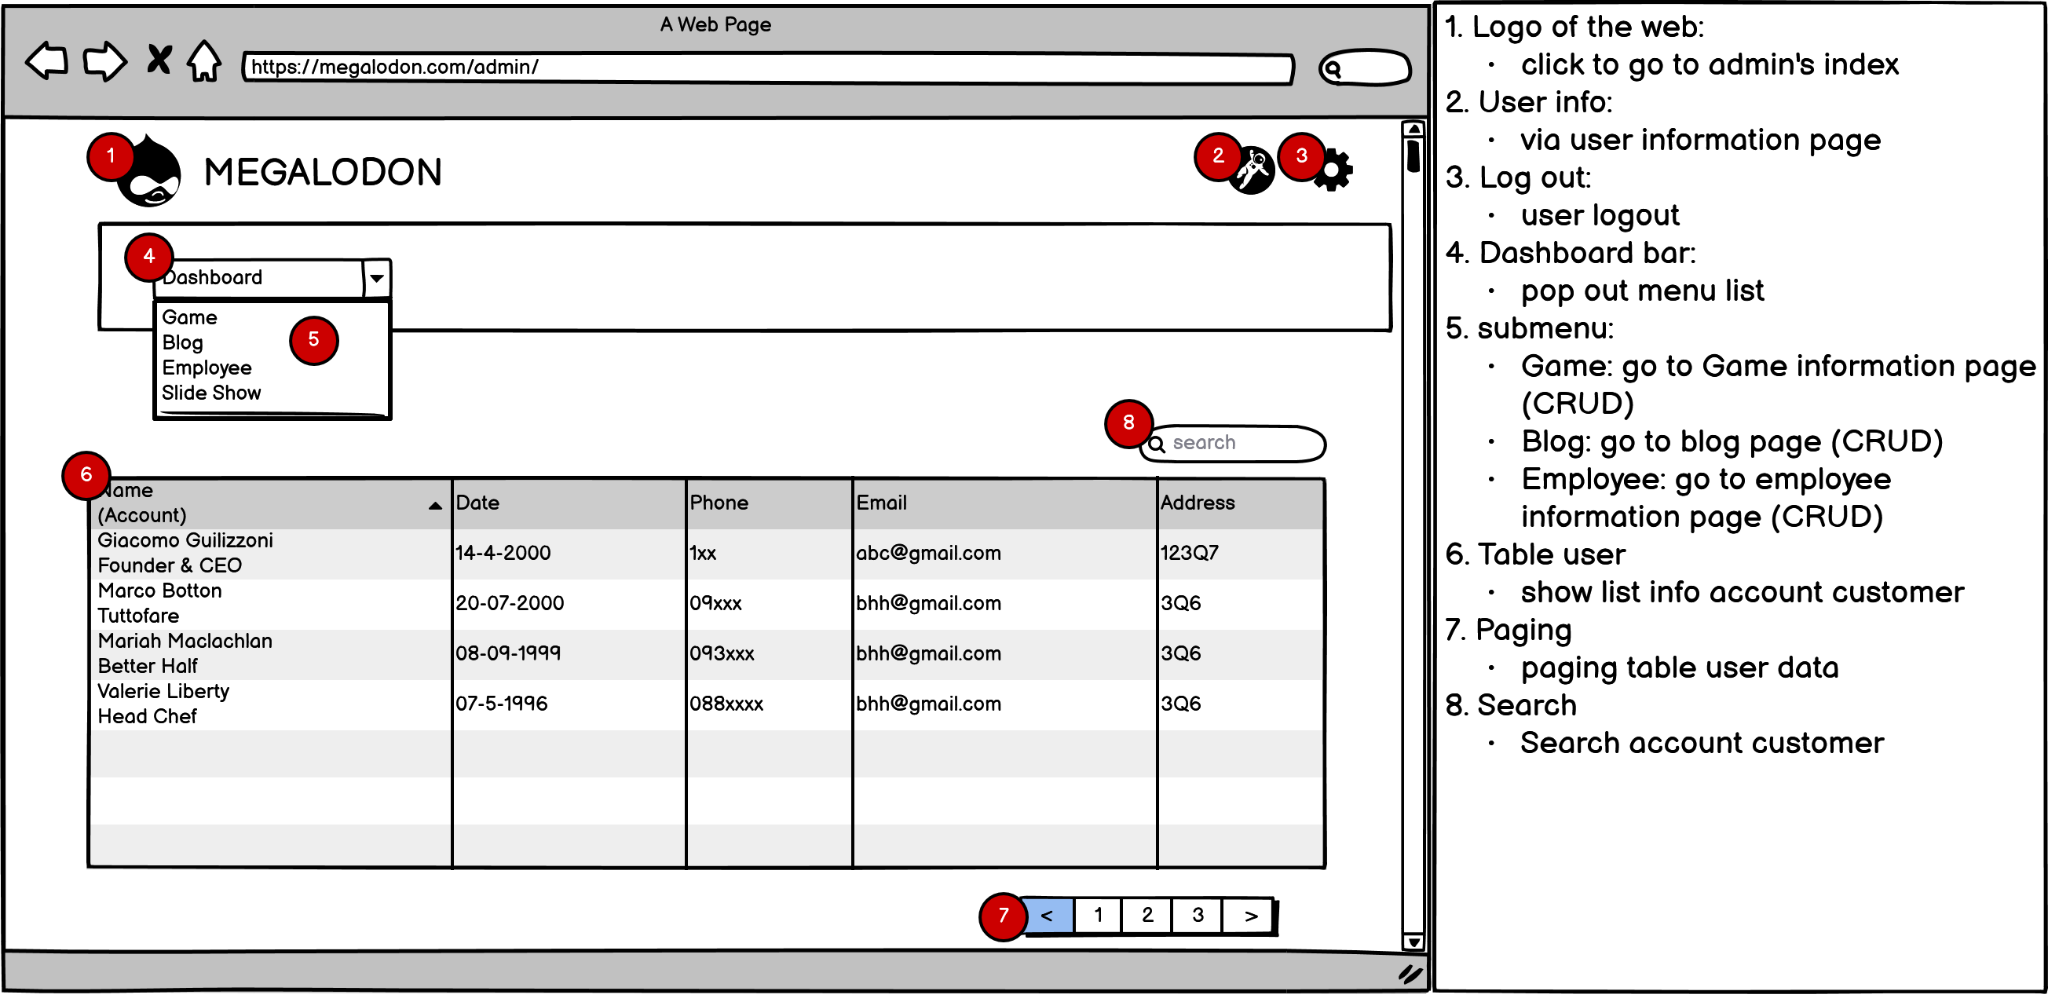 A Web Page
https://megalodon.com/admin/
1
MEGALODON
2
3
4
Dashboard
Game
Blog
Employee
Slide Show
5
8
search
6
Name
(Account)
Date
Phone
Email
Address
Giacomo Guilizzoni
Founder & CEO
14-4-2000
1xx
abc@gmail.com
123Q7
Marco Botton
Tuttofare
20-07-2000
09xxx
bhh@gmail.com
3Q6
Mariah Maclachlan
Better Half
08-09-1999
093xxx
bhh@gmail.com
3Q6
Valerie Liberty
Head Chef
07-5-1996
088xxxx
bhh@gmail.com
3Q6
7
< 1 2 3 >
1. Logo of the web:
• click to go to admin's index
2. User info:
• via user information page
3. Log out:
• user logout
4. Dashboard bar:
• pop out menu list
5. submenu:
• Game: go to Game information page
(CRUD)
• Blog: go to blog page (CRUD)
• Employee: go to employee
information page (CRUD)
6. Table user
• show list info account customer
7. Paging
• paging table user data
8. Search
• Search account customer